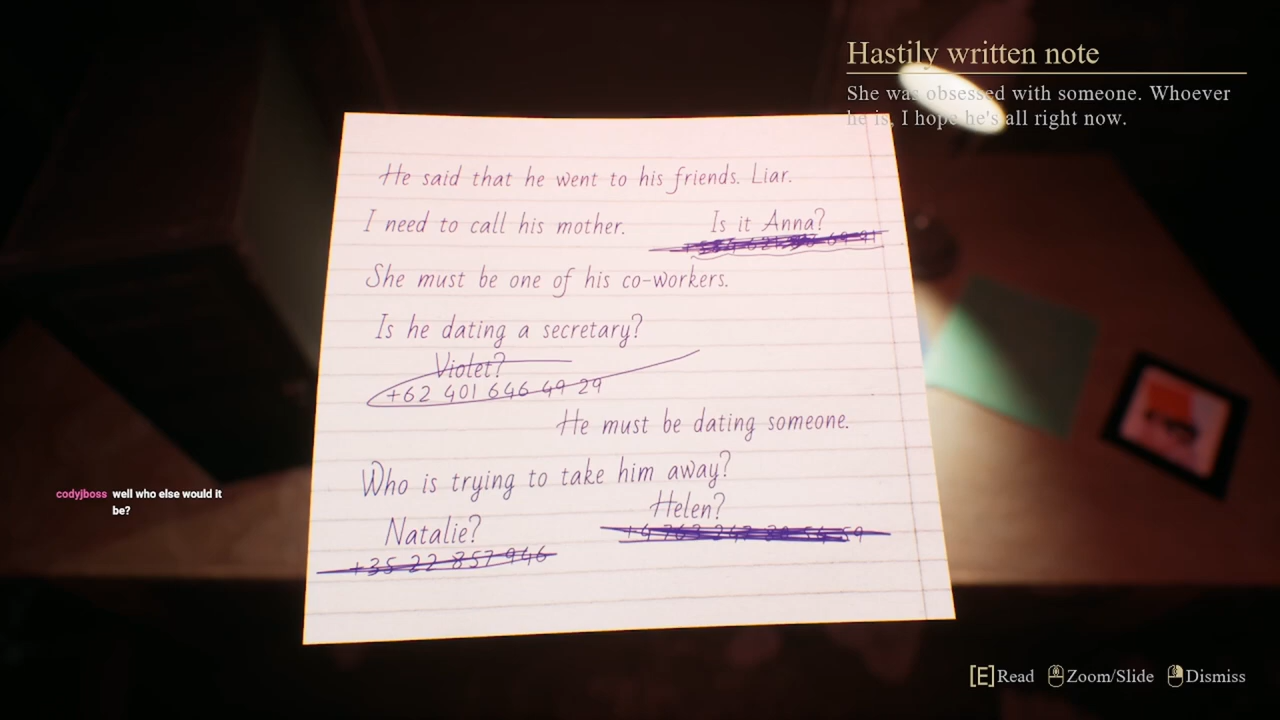 Hastily written note
She was obsessed with someone. Whoever
he is, I hope he's all right now.
He said that he went to his friends. Liar.
I need to call his mother.
Is it Anna?
She must be one of his co-workers.
Is he dating a secretary?
Violet?
+62 401 646 49 29
He must be dating someone.
Who is trying to take him away?
Helen?
Natalie?
+35 22 857 946
codyjboss well who else would it
be?
[E]Read Zoom/Slide Dismiss